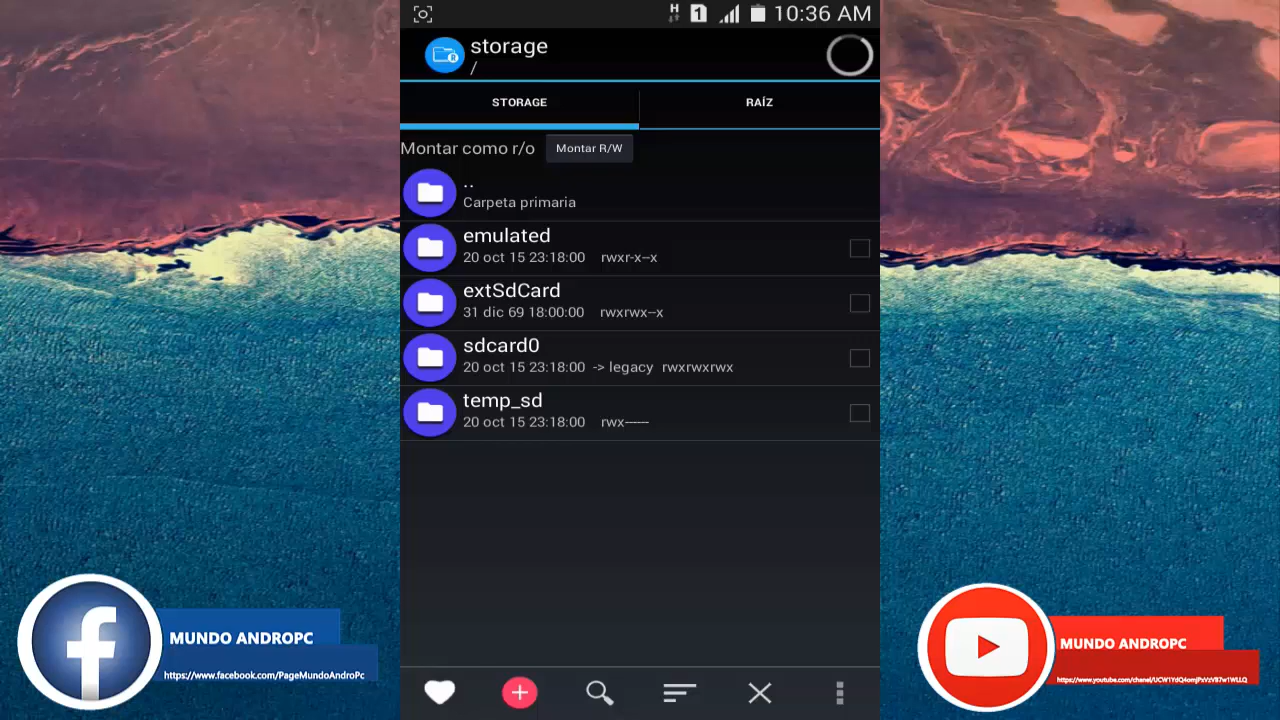 H 1 10:36 AM
storage
/
STORAGE RAÍZ
Montar como r/o Montar R/W
..
Carpeta primaria
emulated
20 oct 15 23:18:00 rwxr-x--x
extSdCard
31 dic 69 18:00:00 rwxrwx--x
sdcard0
20 oct 15 23:18:00 -> legacy rwxrwxrwx
temp_sd
20 oct 15 23:18:00 rwx------
MUNDO ANDROPC
https://www.facebook.com/PageMundoAndroPc
MUNDO ANDROPC